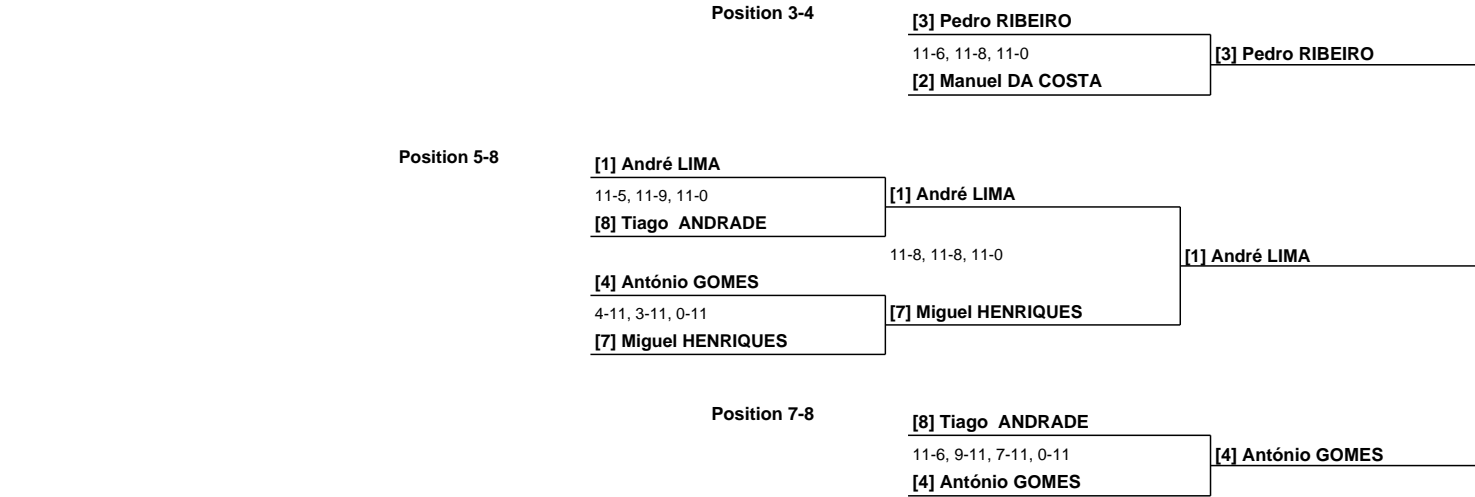 Position 3-4
[3] Pedro RIBEIRO
11-6, 11-8, 11-0
[3] Pedro RIBEIRO
[2] Manuel DA COSTA
Position 5-8
[1] André LIMA
11-5, 11-9, 11-0
[1] André LIMA
[8] Tiago  ANDRADE
11-8, 11-8, 11-0
[1] André LIMA
[4] António GOMES
4-11, 3-11, 0-11
[7] Miguel HENRIQUES
[7] Miguel HENRIQUES
Position 7-8
[8] Tiago  ANDRADE
11-6, 9-11, 7-11, 0-11
[4] António GOMES
[4] António GOMES